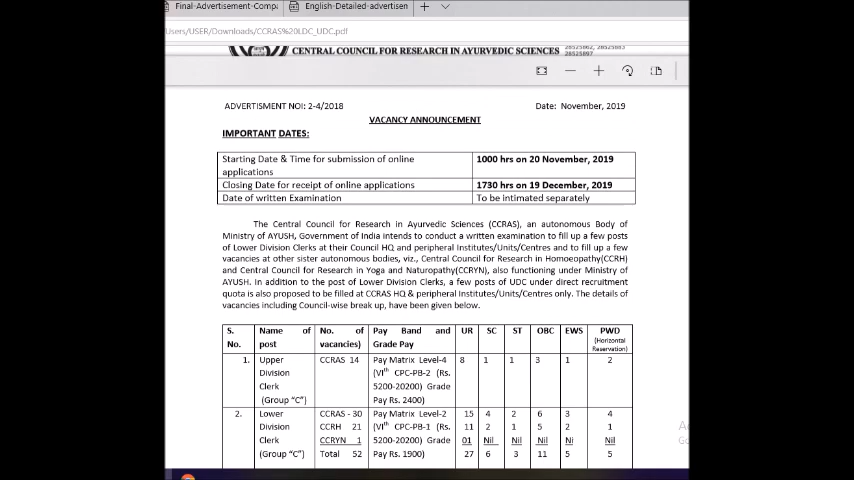 Final-Advertisement-Compa
English-Detailed-advertisen
Users/USER/Downloads/CCRAS%20LDC_UDC.pdf
CENTRAL COUNCIL FOR RESEARCH IN AYURVEDIC SCIENCES
28525897
ADVERTISMENT NOI: 2-4/2018 Date: November, 2019
VACANCY ANNOUNCEMENT
IMPORTANT DATES:
Starting Date & Time for submission of online applications 1000 hrs on 20 November, 2019
Closing Date for receipt of online applications 1730 hrs on 19 December, 2019
Date of written Examination To be intimated separately
The Central Council for Research in Ayurvedic Sciences (CCRAS), an autonomous Body of
Ministry of AYUSH, Government of India intends to conduct a written examination to fill up a few posts
of Lower Division Clerks at their Council HQ and peripheral Institutes/Units/Centres and to fill up a few
vacancies at other sister autonomous bodies, viz., Central Council for Research in Homoeopathy(CCRH)
and Central Council for Research in Yoga and Naturopathy(CCRYN), also functioning under Ministry of
AYUSH. In addition to the post of Lower Division Clerks, a few posts of UDC under direct recruitment
quota is also proposed to be filled at CCRAS HQ & peripheral Institutes/Units/Centres only. The details of
vacancies including Council-wise break up, have been given below.
S. Name of No. of Pay Band and UR SC ST OBC EWS PWD
No. post vacancies) Grade Pay (Horizontal Reservation)
1. Upper CCRAS 14 Pay Matrix Level-4 8 1 1 3 1 2
Division (VIth CPC-PB-2 (Rs.
Clerk 5200-20200) Grade
(Group “C”) Pay Rs. 2400)
2. Lower CCRAS - 30 Pay Matrix Level-2 15 4 2 6 3 4
Division CCRH 21 (VIth CPC-PB-1 (Rs. 11 2 1 5 2 1
Clerk CCRYN 1 5200-20200) Grade 01 Nil Nil Nil Ni Nil
(Group “C”) Total 52 Pay Rs. 1900) 27 6 3 11 5 5